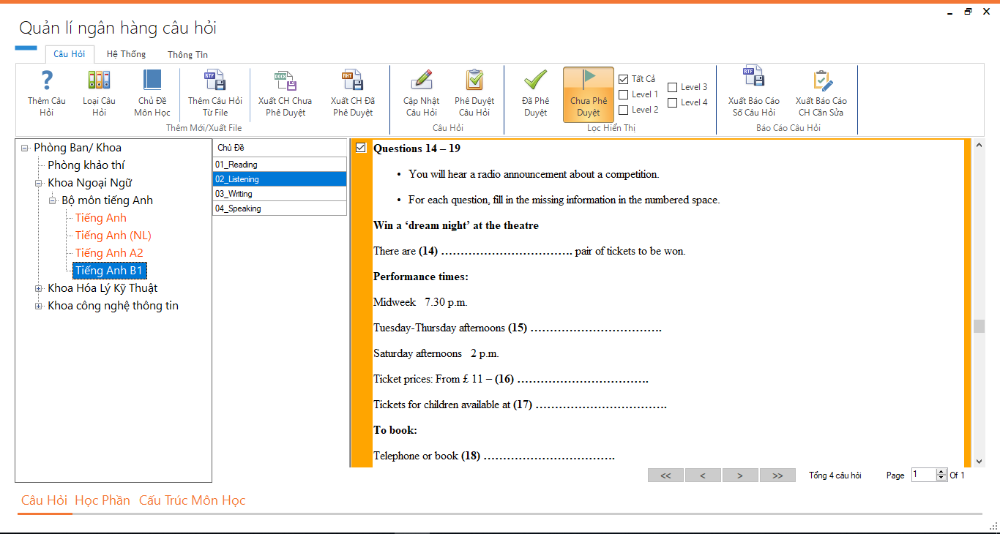 Quản lí ngân hàng câu hỏi
Câu Hỏi Hệ Thống Thông Tin
Thêm Câu Hỏi
Loại Câu Hỏi
Chủ Đề Môn Học
RTF
Thêm Câu Hỏi Từ File
DOCX
Xuất CH Chưa Phê Duyệt
MHT
Xuất CH Đã Phê Duyệt
Thêm Mới/Xuất File
Cập Nhật Câu Hỏi
Phê Duyệt Câu Hỏi
Câu Hỏi
Đã Phê Duyệt
Chưa Phê Duyệt
Tất Cả
Level 1
Level 2
Level 3
Level 4
Lọc Hiển Thị
RTF
Xuất Báo Cáo Số Câu Hỏi
Xuất Báo Cáo CH Cần Sửa
Báo Cáo Câu Hỏi
Phòng Ban/ Khoa
Phòng khảo thí
Khoa Ngoại Ngữ
Bộ môn tiếng Anh
Tiếng Anh
Tiếng Anh (NL)
Tiếng Anh A2
Tiếng Anh B1
Khoa Hóa Lý Kỹ Thuật
Khoa công nghệ thông tin
Chủ Đề
01_Reading
02_Listening
03_Writing
04_Speaking
Questions 14 – 19
• You will hear a radio announcement about a competition.
• For each question, fill in the missing information in the numbered space.
Win a ‘dream night’ at the theatre
There are (14) ……………………………. pair of tickets to be won.
Performance times:
Midweek 7.30 p.m.
Tuesday-Thursday afternoons (15) …………………………….
Saturday afternoons 2 p.m.
Ticket prices: From £ 11 – (16) …………………………….
Tickets for children available at (17) …………………………….
To book:
Telephone or book (18) …………………………….
<< < > >> Tổng 4 câu hỏi Page 1 Of 1
Câu Hỏi Học Phần Cấu Trúc Môn Học